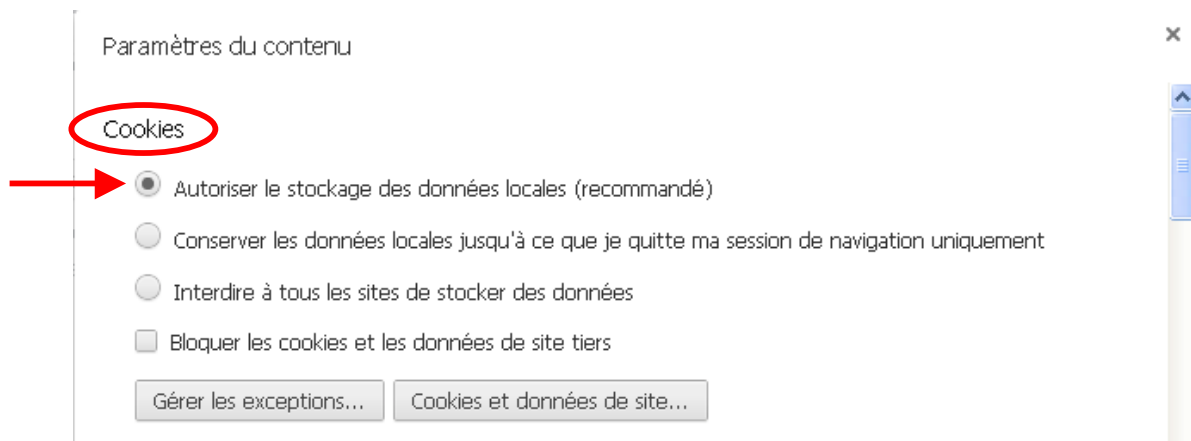 Paramètres du contenu
Cookies
Autoriser le stockage des données locales (recommandé)
Conserver les données locales jusqu'à ce que je quitte ma session de navigation uniquement
Interdire à tous les sites de stocker des données
Bloquer les cookies et les données de site tiers
Gérer les exceptions... Cookies et données de site...